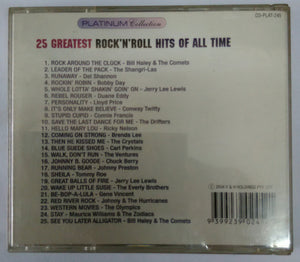 PLATINUM Collection
CD-PLAT-245
25 GREATEST ROCK'N'ROLL HITS OF ALL TIME
1. ROCK AROUND THE CLOCK - Bill Haley & The Comets
2. LEADER OF THE PACK - The Shangri-Las
3. RUNAWAY - Del Shannon
4. ROCKIN' ROBIN - Bobby Day
5. WHOLE LOTTA' SHAKIN' GOIN' ON - Jerry Lee Lewis
6. REBEL ROUSER - Duane Eddy
7. PERSONALITY - Lloyd Price
8. IT'S ONLY MAKE BELIEVE - Conway Twitty
9. STUPID CUPID - Connie Francis
10. SAVE THE LAST DANCE FOR ME - The Drifters
11. HELLO MARY LOU - Ricky Nelson
12. COMING ON STRONG - Brenda Lee
13. THEN HE KISSED ME - The Crystals
14. BLUE SUEDE SHOES - Carl Perkins
15. WALK, DON'T RUN - The Ventures
16. JOHNNY B. GOODE - Chuck Berry
17. RUNNING BEAR - Johnny Preston
18. SHEILA - Tommy Roe
19. GREAT BALLS OF FIRE - Jerry Lee Lewis
20. WAKE UP LITTLE SUSIE - The Everly Brothers
21. BE-BOP-A-LULA - Gene Vincent
22. RED RIVER ROCK - Johnny & The Hurricanes
23. WESTERN MOVIES - The Olympics
24. STAY - Maurice Williams & The Zodiacs
25. SEE YOU LATER ALLIGATOR - Bill Haley & The Comets